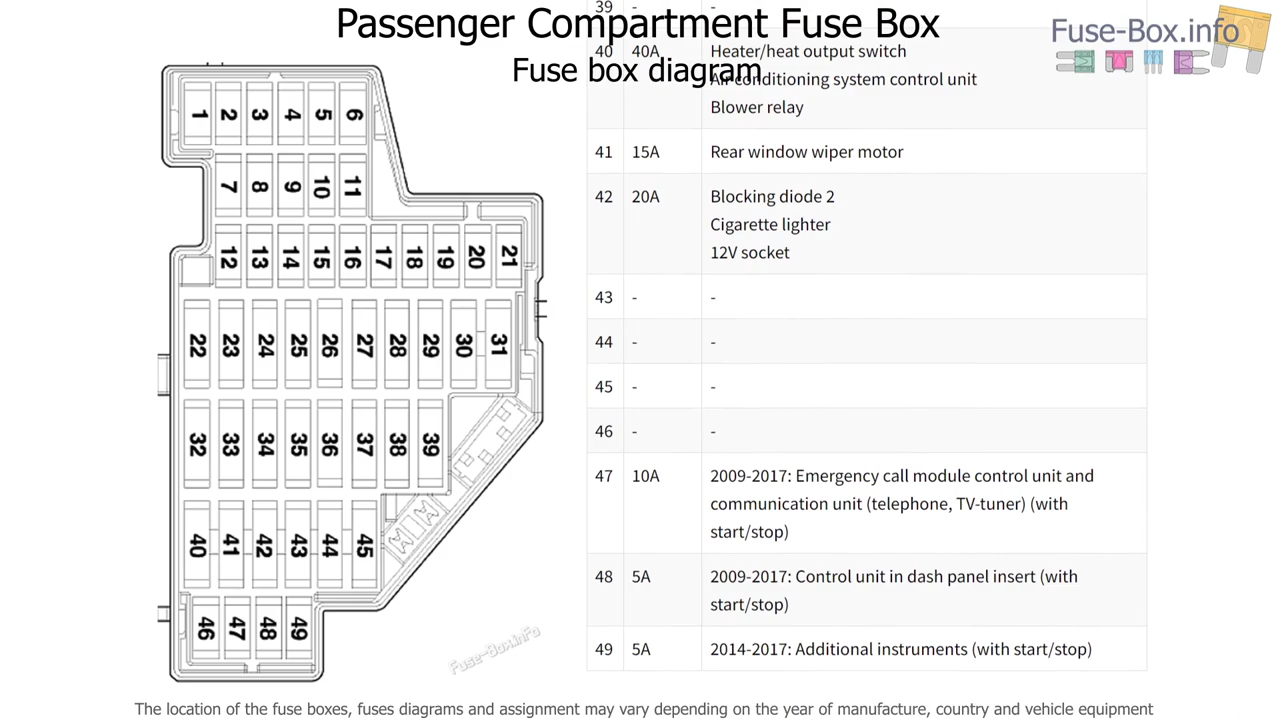 Passenger Compartment Fuse Box
Fuse box diagram
Fuse-Box.info
39 - -
40 40A Heater/heat output switch
Air conditioning system control unit
Blower relay
41 15A Rear window wiper motor
42 20A Blocking diode 2
Cigarette lighter
12V socket
43 - -
44 - -
45 - -
46 - -
47 10A 2009-2017: Emergency call module control unit and
communication unit (telephone, TV-tuner) (with
start/stop)
48 5A 2009-2017: Control unit in dash panel insert (with
start/stop)
49 5A 2014-2017: Additional instruments (with start/stop)
1 2 3 4 5 6
7 8 9 10 11
12 13 14 15 16 17 18 19 20 21
22 23 24 25 26 27 28 29 30 31
32 33 34 35 36 37 38 39
40 41 42 43 44 45
46 47 48 49
Fuse-Box.info
The location of the fuse boxes, fuses diagrams and assignment may vary depending on the year of manufacture, country and vehicle equipment